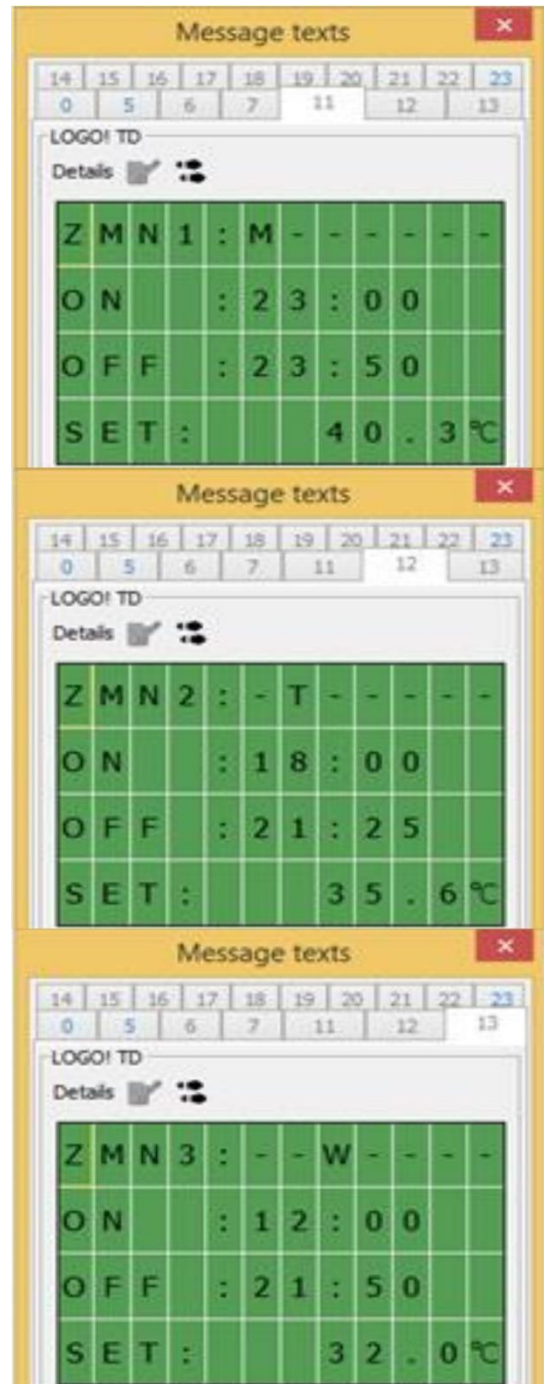 Message texts
14 15 16 17 18 19 20 21 22 23
0 5 6 7 11 12 13
LOGO! TD
Details
ZMN1:M------
ON  :23:00
OFF :23:50
SET:   40.3℃
Message texts
14 15 16 17 18 19 20 21 22 23
0 5 6 7 11 12 13
LOGO! TD
Details
ZMN2:-T-----
ON  :18:00
OFF :21:25
SET:   35.6℃
Message texts
14 15 16 17 18 19 20 21 22 23
0 5 6 7 11 12 13
LOGO! TD
Details
ZMN3:--W----
ON  :12:00
OFF :21:50
SET:   32.0℃